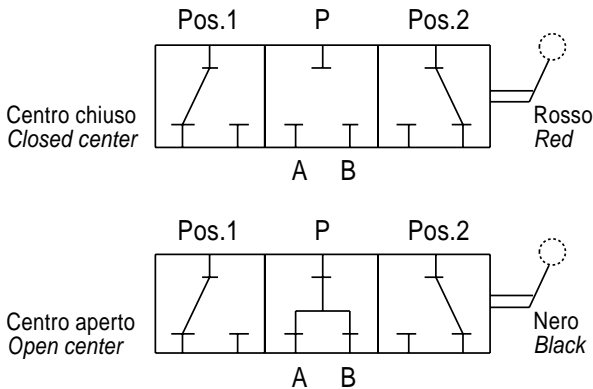 Pos.1 P Pos.2
Centro chiuso
Closed center
Rosso
Red
A B
Pos.1 P Pos.2
Centro aperto
Open center
Nero
Black
A B